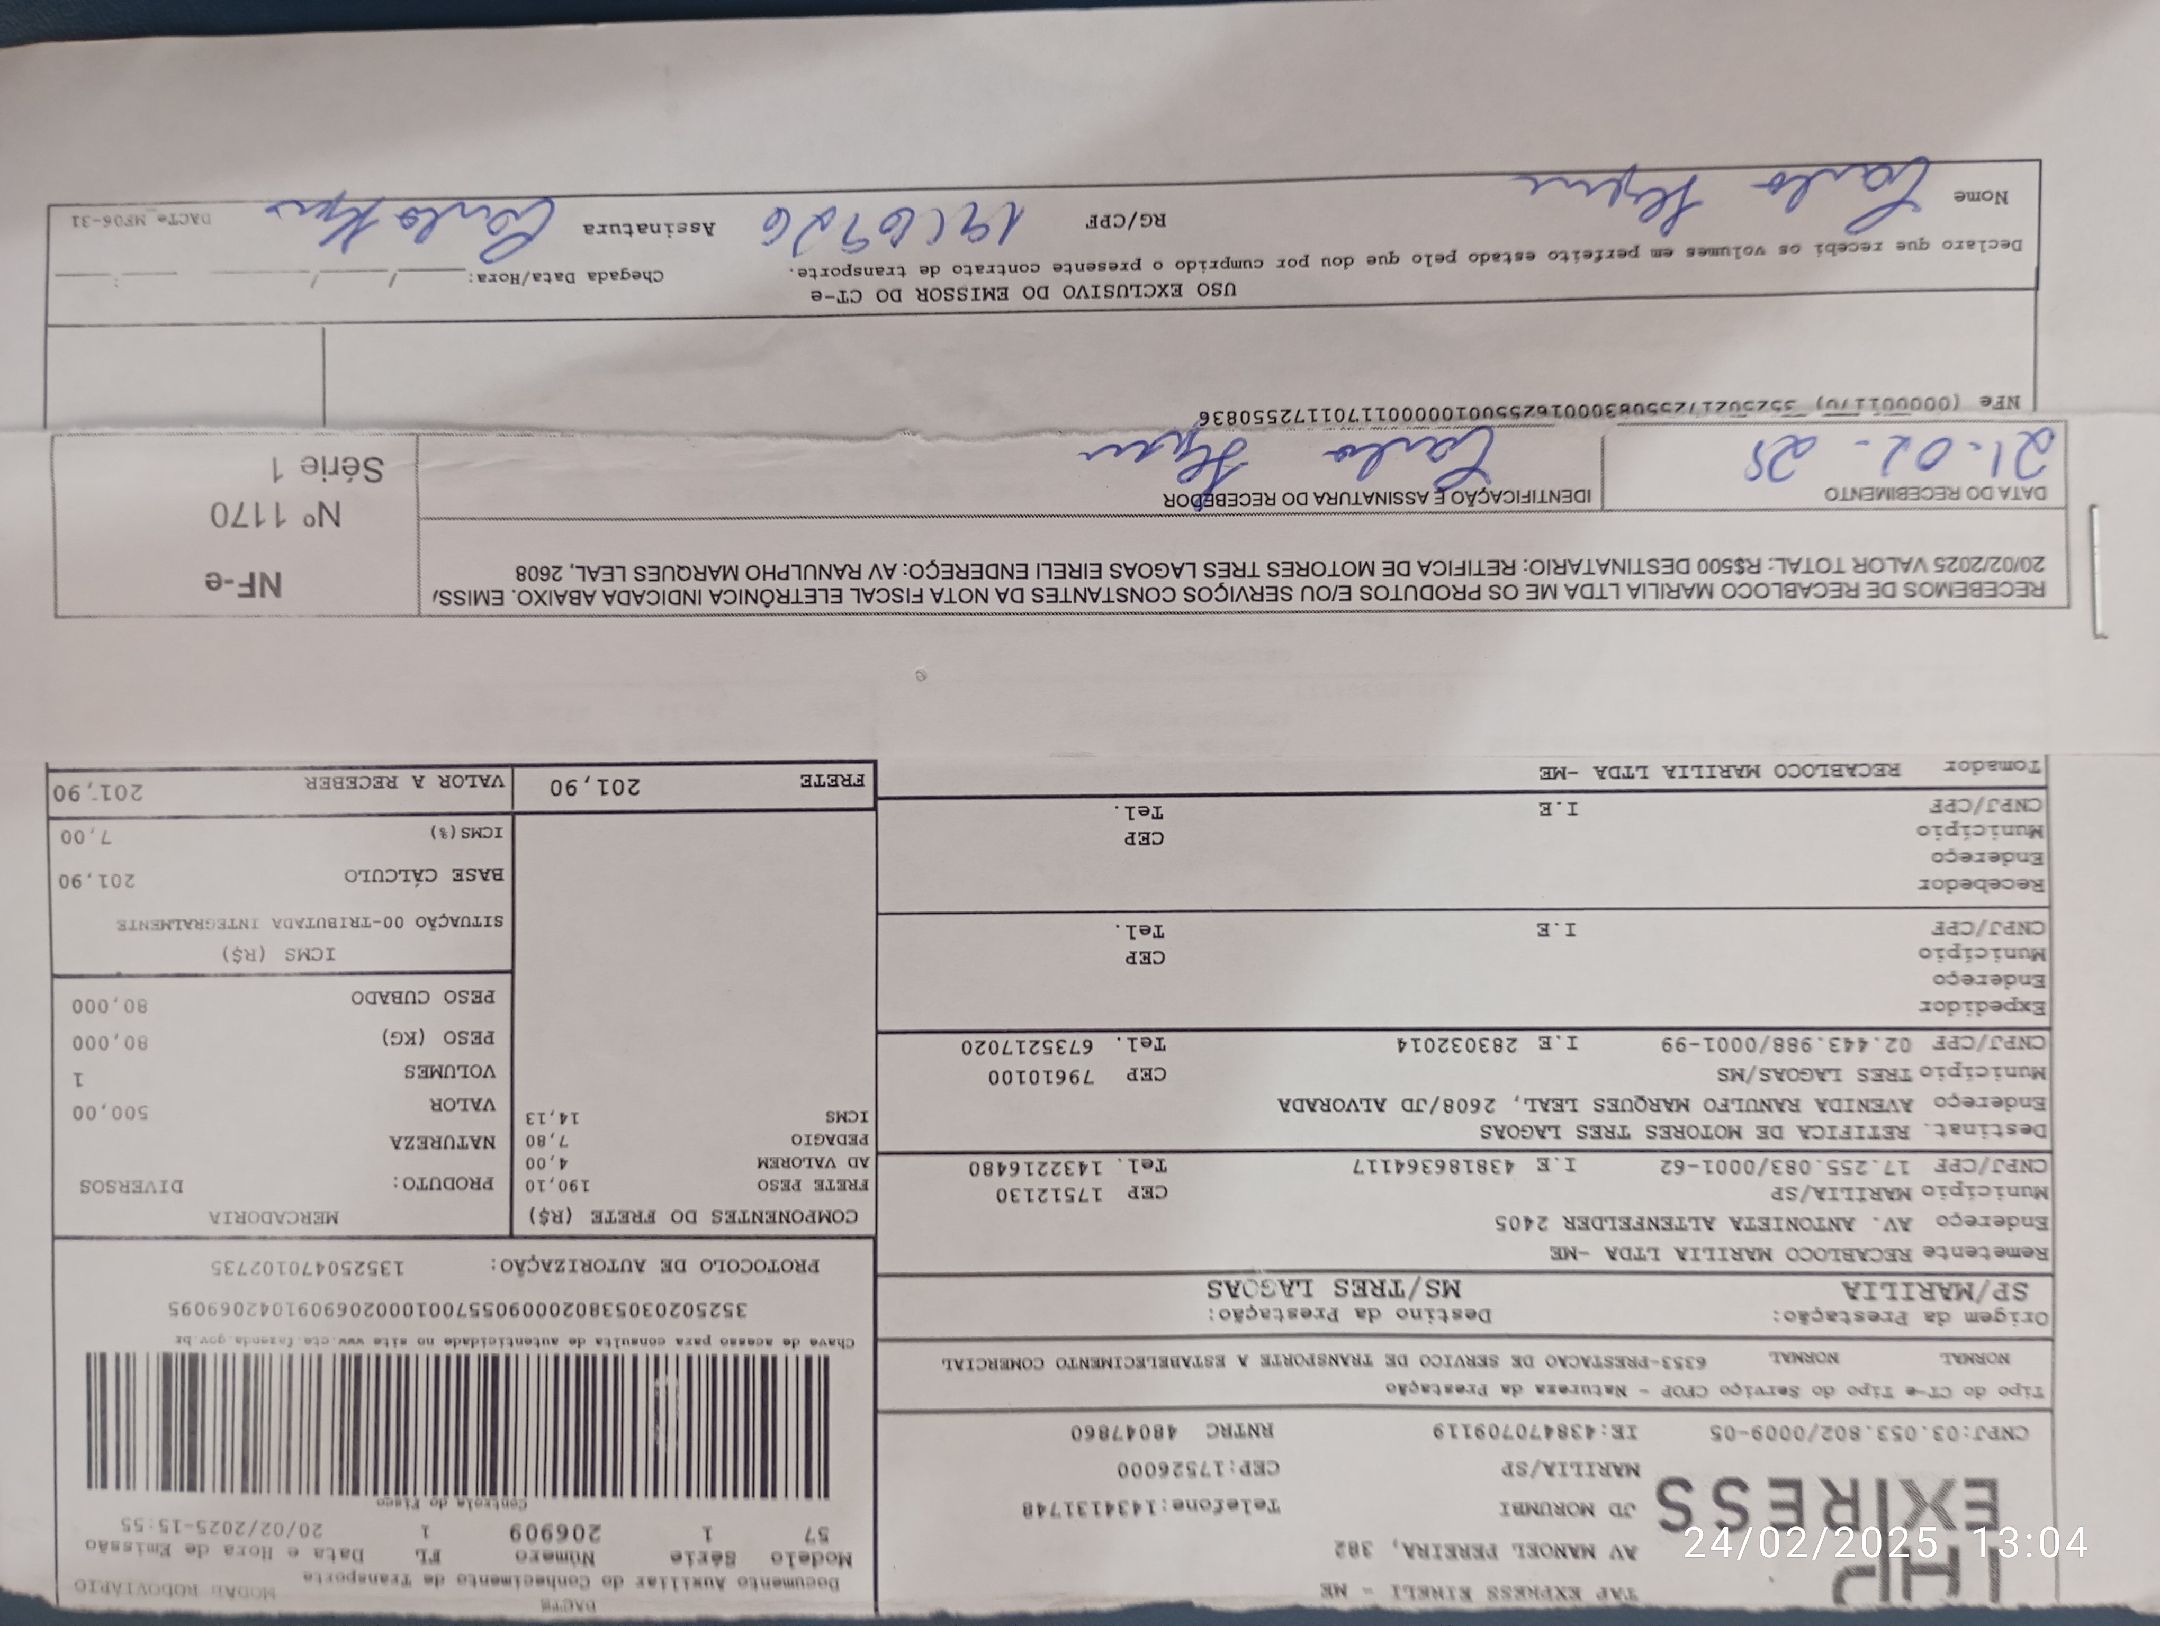 DACTE
MODAL RODOVIÁRIO
TAP EXPRESS EIRELI - ME
Documento Auxiliar do Conhecimento de Transporte
AV MANOEL PEREIRA, 382
Modelo Série Número FL Data e Hora de Emissão
57 1 206909 1 20/02/2025-15:55
EXPRESS
JD MORUMBI Telefone:1434131748
Controle do Fisco
MARILIA/SP CEP:17526000
CNPJ:03.053.802/0009-05 IE:438470709119 RNTRC 48047860
Tipo do CT-e Tipo do Serviço CFOP - Natureza da Prestação
NORMAL NORMAL 6353-PRESTACAO DE SERVICO DE TRANSPORTE A ESTABELECIMENTO COMERCIAL
Chave de acesso para consulta de autenticidade no site www.cte.fazenda.gov.br
35250203053802000905570010002069091042069095
Origem da Prestação: Destino da Prestação:
SP/MARILIA MS/TRES LAGOAS
PROTOCOLO DE AUTORIZAÇÃO: 135250470102735
Remetente RECABLOCO MARILIA LTDA -ME
Endereço AV. ANTONIETA ALTENFELDER 2405
Município MARILIA/SP CEP 17512130
CNPJ/CPF 17.255.083/0001-62 I.E 438186364117 Tel. 1432216480
Destinat. RETIFICA DE MOTORES TRES LAGOAS
Endereço AVENIDA RANULFO MARQUES LEAL, 2608/JD ALVORADA
Município TRES LAGOAS/MS CEP 79610100
CNPJ/CPF 02.443.988/0001-99 I.E 283032014 Tel. 6735217020
Expedidor
Endereço
Município CEP
CNPJ/CPF I.E Tel.
Recebedor
Endereço
Município CEP
CNPJ/CPF I.E Tel.
Tomador RECABLOCO MARILIA LTDA -ME
COMPONENTES DO FRETE (R$)
FRETE PESO 190,10
AD VALOREM 4,00
PEDAGIO 7,80
ICMS 14,13
FRETE 201,90
MERCADORIA
PRODUTO: DIVERSOS
NATUREZA
VALOR 500,00
VOLUMES 1
PESO (KG) 80,000
PESO CUBADO 80,000
ICMS (R$)
SITUAÇÃO 00-TRIBUTADA INTEGRALMENTE
BASE CÁLCULO 201,90
ICMS(%) 7,00
VALOR A RECEBER 201,90
RECEBEMOS DE RECABLOCO MARILIA LTDA ME OS PRODUTOS E/OU SERVIÇOS CONSTANTES DA NOTA FISCAL ELETRÔNICA INDICADA ABAIXO. EMISS
20/02/2025 VALOR TOTAL: R$500 DESTINATARIO: RETIFICA DE MOTORES TRES LAGOAS EIRELI ENDEREÇO: AV RANULPHO MARQUES LEAL, 2608
NF-e
Nº 1170
Série 1
DATA DO RECEBIMENTO IDENTIFICAÇÃO E ASSINATURA DO RECEBEDOR
21-02-25 Carlo
NFe (000001170) 35250217255083000162550010000011701172550836
USO EXCLUSIVO DO EMISSOR DO CT-e
Declaro que recebi os volumes em perfeito estado pelo que dou por cumprido o presente contrato de transporte.
Chegada Data/Hora: / / :
Nome Carlo RG/CPF Assinatura
DACTe_MF06-31
24/02/2025 13:04